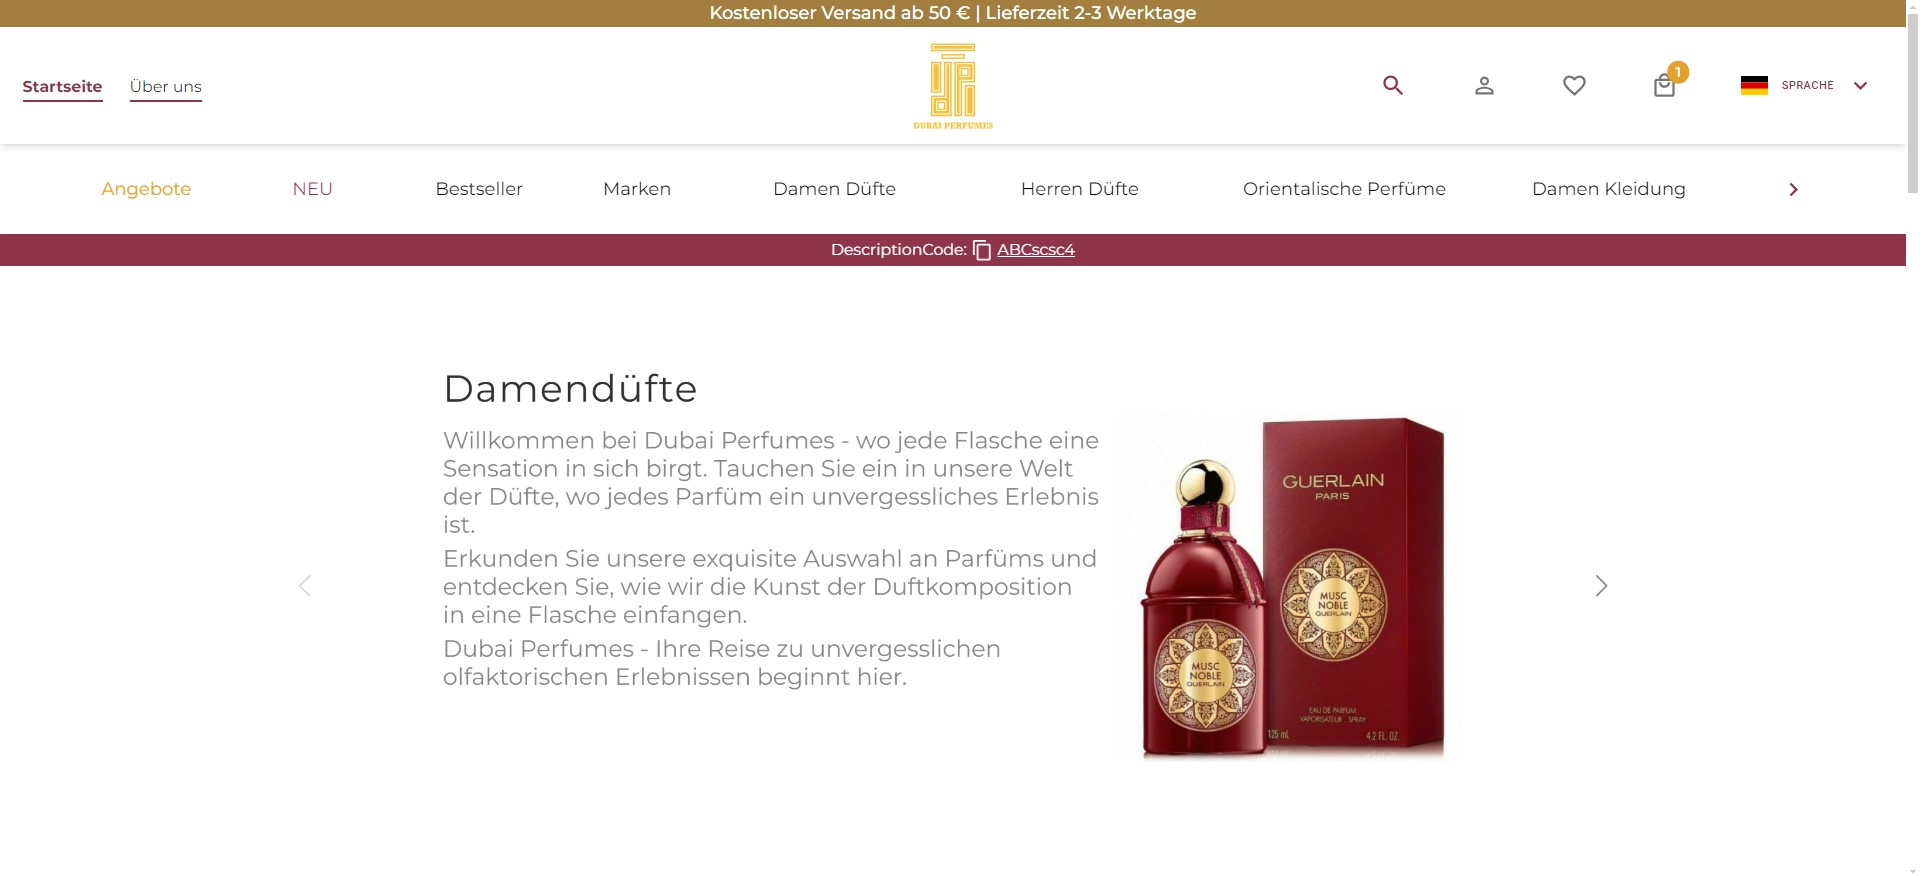 Kostenloser Versand ab 50 € | Lieferzeit 2-3 Werktage
Startseite
Über uns
DUBAI PERFUMES
1
SPRACHE
Angebote
NEU
Bestseller
Marken
Damen Düfte
Herren Düfte
Orientalische Perfüme
Damen Kleidung
DescriptionCode: ABCscsc4
Damendüfte
Willkommen bei Dubai Perfumes - wo jede Flasche eine
Sensation in sich birgt. Tauchen Sie ein in unsere Welt
der Düfte, wo jedes Parfüm ein unvergessliches Erlebnis
ist.
Erkunden Sie unsere exquisite Auswahl an Parfüms und
entdecken Sie, wie wir die Kunst der Duftkomposition
in eine Flasche einfangen.
Dubai Perfumes - Ihre Reise zu unvergesslichen
olfaktorischen Erlebnissen beginnt hier.
GUERLAIN
PARIS
MUSC
NOBLE
GUERLAIN
EAU DE PARFUM
VAPORISATEUR . SPRAY
125 mL
4.2 FL. OZ.
MUSC
NOBLE
GUERLAIN